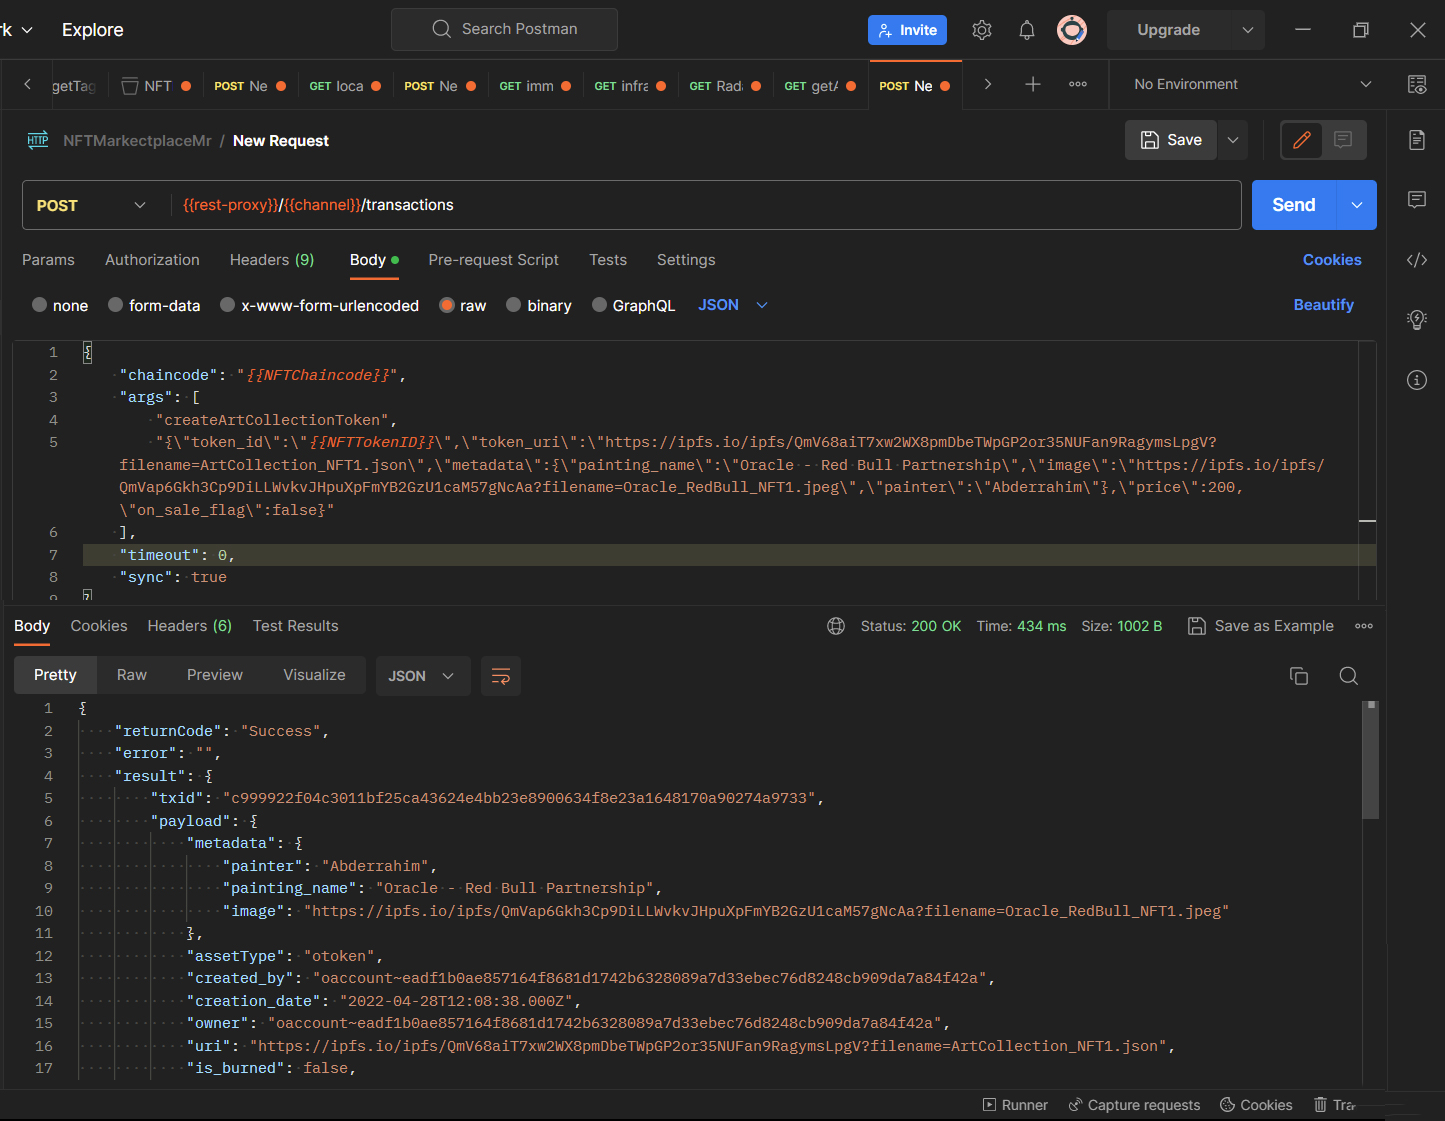 Explore
Search Postman
Invite
Upgrade
NFT
POST Ne
GET loca
POST Ne
GET imm
GET infra
GET Rad
GET getA
POST Ne
No Environment
HTTP NFTMarkectplaceMr / New Request
Save
POST {{rest-proxy}}/{{channel}}/transactions
Send
Params Authorization Headers (9) Body Pre-request Script Tests Settings Cookies
none form-data x-www-form-urlencoded raw binary GraphQL JSON Beautify
1 {
2 "chaincode": "{{NFTChaincode}}",
3 "args": [
4 "createArtCollectionToken",
5 "{\"token_id\":\"{{NFTTokenID}}\",\"token_uri\":\"https://ipfs.io/ipfs/QmV68aiT7xw2WX8pmDbeTWpGP2or35NUFan9RagymsLpgV?
filename=ArtCollection_NFT1.json\",\"metadata\":{\"painting_name\":\"Oracle - Red Bull Partnership\",\"image\":\"https://ipfs.io/ipfs/
QmVap6Gkh3Cp9DiLLWvkvJHpuXpFmYB2GzU1caM57gNcAa?filename=Oracle_RedBull_NFT1.jpeg\",\"painter\":\"Abderrahim\"},\"price\":200,
\"on_sale_flag\":false}"
6 ],
7 "timeout": 0,
8 "sync": true
9 }
Body Cookies Headers (6) Test Results Status: 200 OK Time: 434 ms Size: 1002 B Save as Example
Pretty Raw Preview Visualize JSON
1 {
2 "returnCode": "Success",
3 "error": "",
4 "result": {
5 "txid": "c999922f04c3011bf25ca43624e4bb23e8900634f8e23a1648170a90274a9733",
6 "payload": {
7 "metadata": {
8 "painter": "Abderrahim",
9 "painting_name": "Oracle - Red Bull Partnership",
10 "image": "https://ipfs.io/ipfs/QmVap6Gkh3Cp9DiLLWvkvJHpuXpFmYB2GzU1caM57gNcAa?filename=Oracle_RedBull_NFT1.jpeg"
11 },
12 "assetType": "otoken",
13 "created_by": "oaccount~eadf1b0ae857164f8681d1742b6328089a7d33ebec76d8248cb909da7a84f42a",
14 "creation_date": "2022-04-28T12:08:38.000Z",
15 "owner": "oaccount~eadf1b0ae857164f8681d1742b6328089a7d33ebec76d8248cb909da7a84f42a",
16 "uri": "https://ipfs.io/ipfs/QmV68aiT7xw2WX8pmDbeTWpGP2or35NUFan9RagymsLpgV?filename=ArtCollection_NFT1.json",
17 "is_burned": false,
Runner Capture requests Cookies